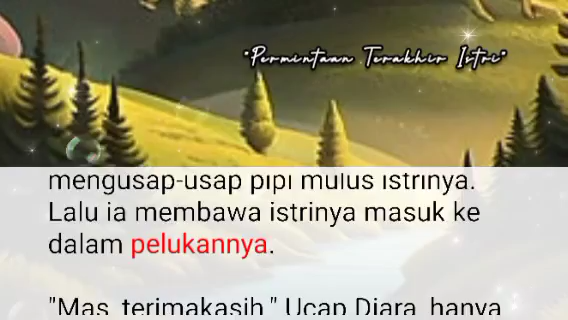 "Permintaan Terakhir Istri"
mengusap-usap pipi mulus istrinya.
Lalu ia membawa istrinya masuk ke
dalam pelukannya.
"Mas, terimakasih." Ucap Diara, hanya